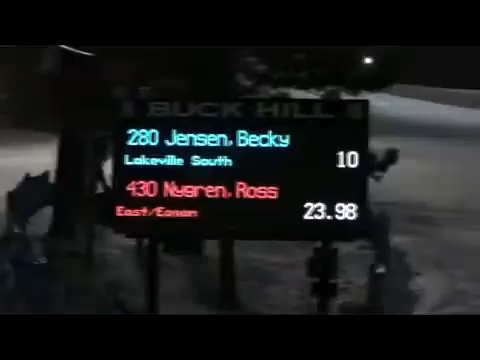 BUCK HILL
280 Jensen, Becky
Lakeville South 10
430 Nygren, Ross
East/Eagan 23.98